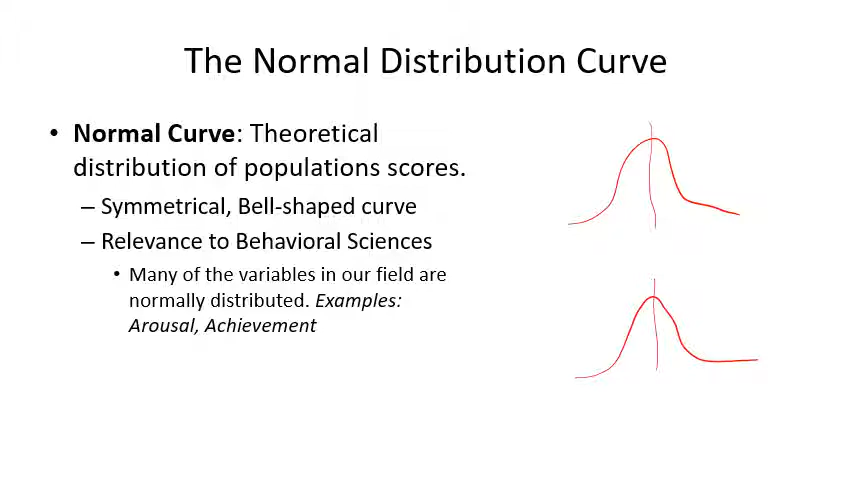 The Normal Distribution Curve
• Normal Curve: Theoretical
distribution of populations scores.
– Symmetrical, Bell-shaped curve
– Relevance to Behavioral Sciences
• Many of the variables in our field are
normally distributed. Examples:
Arousal, Achievement